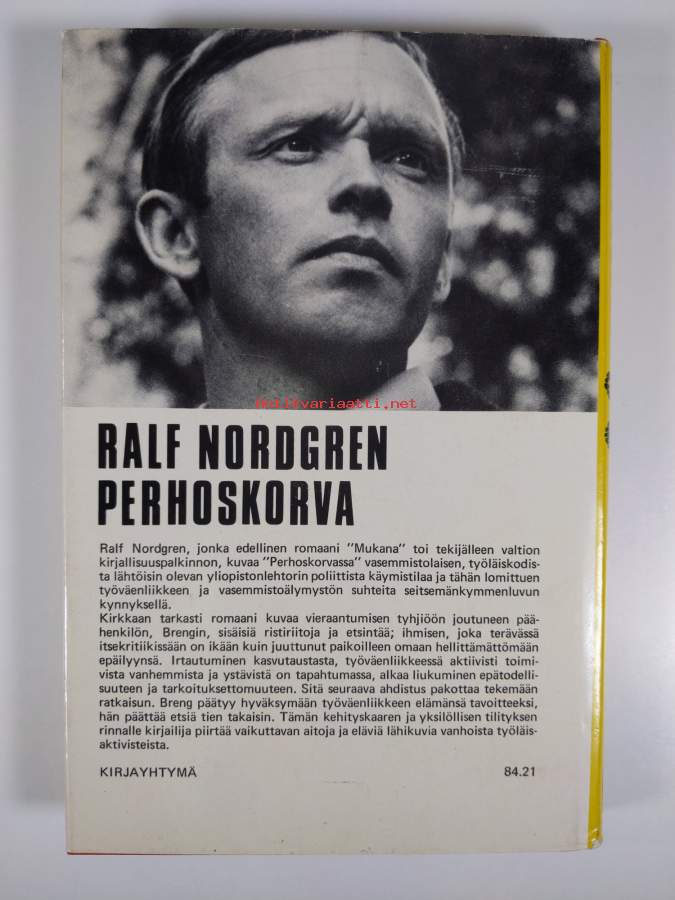 antikvariaatti.net
RALF NORDGREN
PERHOSKORVA
Ralf Nordgren, jonka edellinen romaani "Mukana" toi tekijälleen valtion
kirjallisuuspalkinnon, kuvaa "Perhoskorvassa" vasemmistolaisen, työläiskodis-
ta lähtöisin olevan yliopistonlehtorin poliittista käymistilaa ja tähän lomittuen
työväenliikkeen ja vasemmistoälymystön suhteita seitsemänkymmenluvun
kynnyksellä.
Kirkkaan tarkasti romaani kuvaa vieraantumisen tyhjiöön joutuneen pää-
henkilön, Brengin, sisäisiä ristiriitoja ja etsintää; ihmisen, joka terävässä
itsekritiikissään on ikään kuin juuttunut paikoilleen omaan hellittämättömään
epäilyynsä. Irtautuminen kasvutaustasta, työväenliikkeessä aktiivisti toimi-
vista vanhemmista ja ystävistä on tapahtumassa, alkaa liukuminen epätodelli-
suuteen ja tarkoituksettomuuteen. Sitä seuraava ahdistus pakottaa tekemään
ratkaisun. Breng päätyy hyväksymään työväenliikkeen elämänsä tavoitteeksi,
hän päättää etsiä tien takaisin. Tämän kehityskaaren ja yksilöllisen tilityksen
rinnalle kirjailija piirtää vaikuttavan aitoja ja eläviä lähikuvia vanhoista työläis-
aktivisteista.
KIRJAYHTYMÄ 84.21